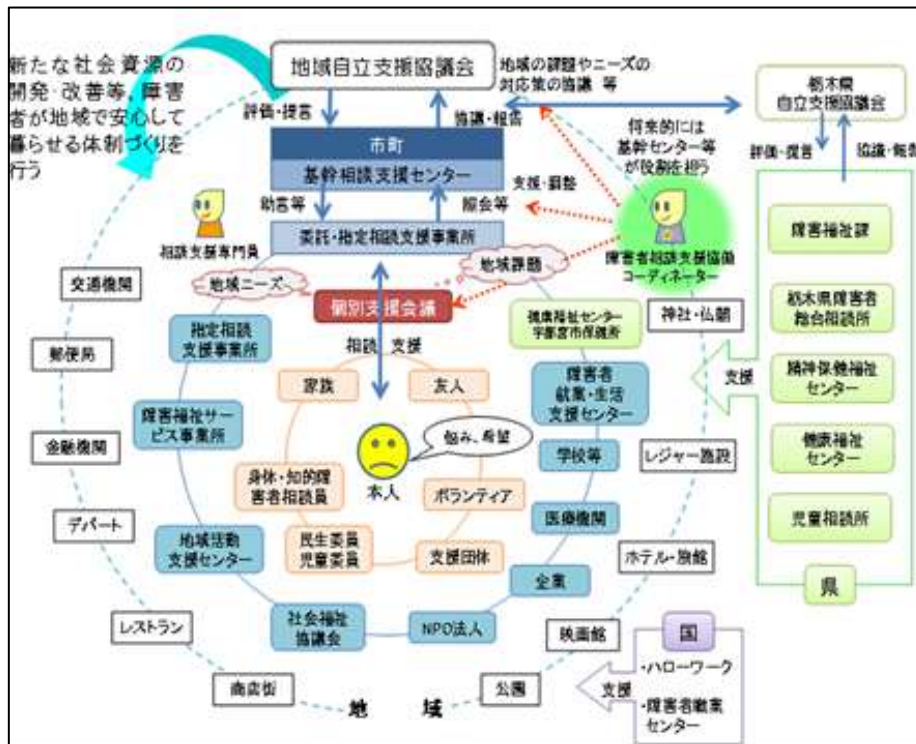 新たな社会資源の
開発・改善等、障害
者が地域で安心して
暮らせる体制づくりを
行う
地域自立支援協議会
地域の課題やニーズの
対応策の協議 等
栃木県
自立支援協議会
評価・提言
協議・報告
市町
基幹相談支援センター
将来的には
基幹センター等
が役割を担う
評価・提言
協議・報告
助言等
照会等
支援・調整
相談支援専門員
委託・指定相談支援事業所
障害者相談支援協働
コーディネーター
地域ニーズ
地域課題
個別支援会議
相談
支援
交通機関
郵便局
金融機関
デパート
レストラン
商店街
地 域
公園
映画館
ホテル・旅館
レジャー施設
神社・仏閣
指定相談
支援事業所
障害福祉サー
ビス事業所
地域活動
支援センター
社会福祉
協議会
NPO法人
企業
医療機関
学校等
障害者
就業・生活
支援センター
健康福祉センター
宇都宮市保健所
家族
友人
身体・知的障
害者相談員
民生委員
児童委員
支援団体
ボランティア
悩み、希望
本人
支援
障害福祉課
栃木県障害者
総合相談所
精神保健福祉
センター
健康福祉
センター
児童相談所
県
国
支援
・ハローワーク
・障害者職業
センター